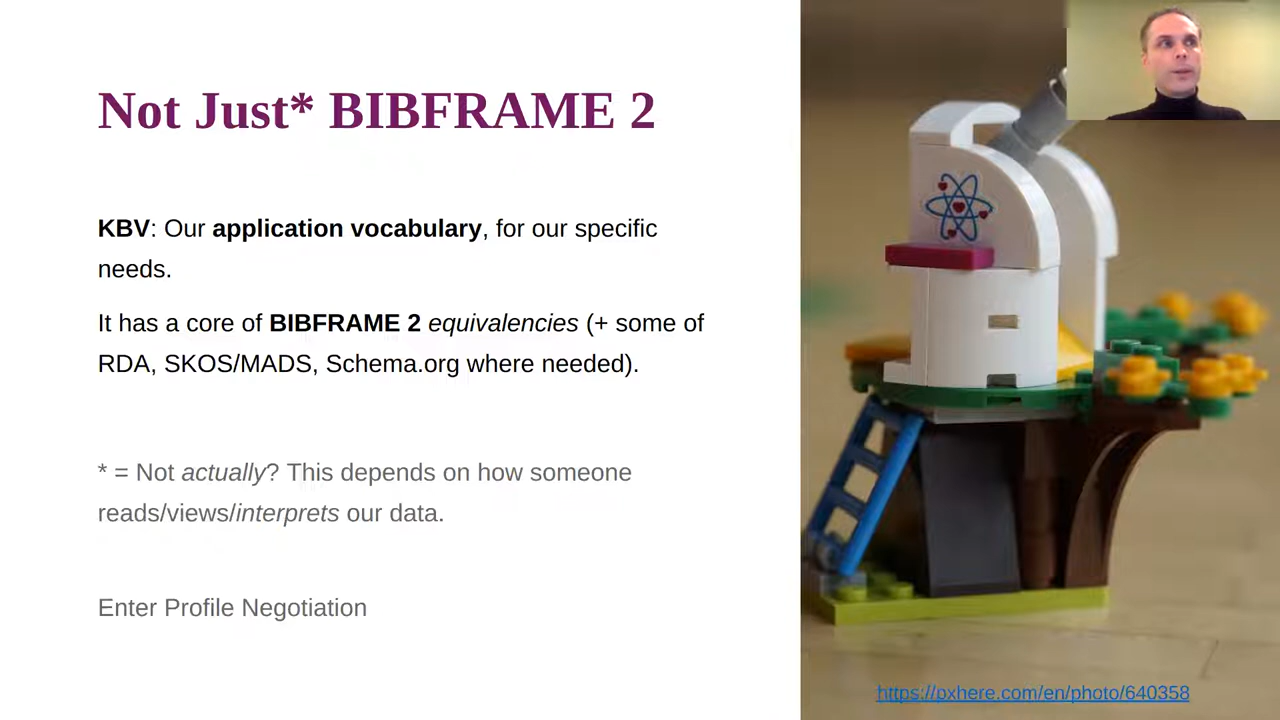 Not Just* BIBFRAME 2
KBV: Our application vocabulary, for our specific
needs.
It has a core of BIBFRAME 2 equivalencies (+ some of
RDA, SKOS/MADS, Schema.org where needed).
* = Not actually? This depends on how someone
reads/views/interprets our data.
Enter Profile Negotiation
https://pxhere.com/en/photo/640358